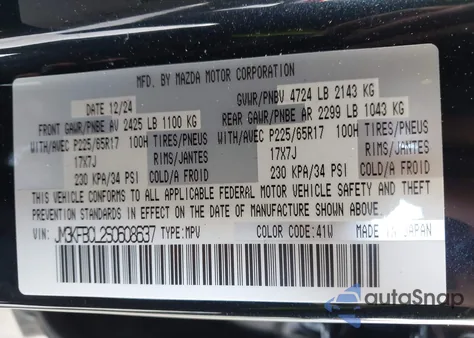 MFD. BY MAZDA MOTOR CORPORATION
DATE 12/24 GVWR/PNBV 4724 LB 2143 KG
FRONT GAWR/PNBE AV 2425 LB 1100 KG REAR GAWR/PNBE AR 2299 LB 1043 KG
WITH/AVEC P225/65R17 100H TIRES/PNEUS WITH/AVEC P225/65R17 100H TIRES/PNEUS
17X7J RIMS/JANTES 17X7J RIMS/JANTES
230 KPA/34 PSI COLD/A FROID 230 KPA/34 PSI COLD/A FROID
THIS VEHICLE CONFORMS TO ALL APPLICABLE FEDERAL MOTOR VEHICLE SAFETY AND THEFT
PREVENTION STANDARDS IN EFFECT ON THE DATE OF MANUFACTURE SHOWN ABOVE.
VIN: JM3KFBCL2S0608637 TYPE:MPV COLOR CODE:41W MADE IN JAPAN
autoSnap